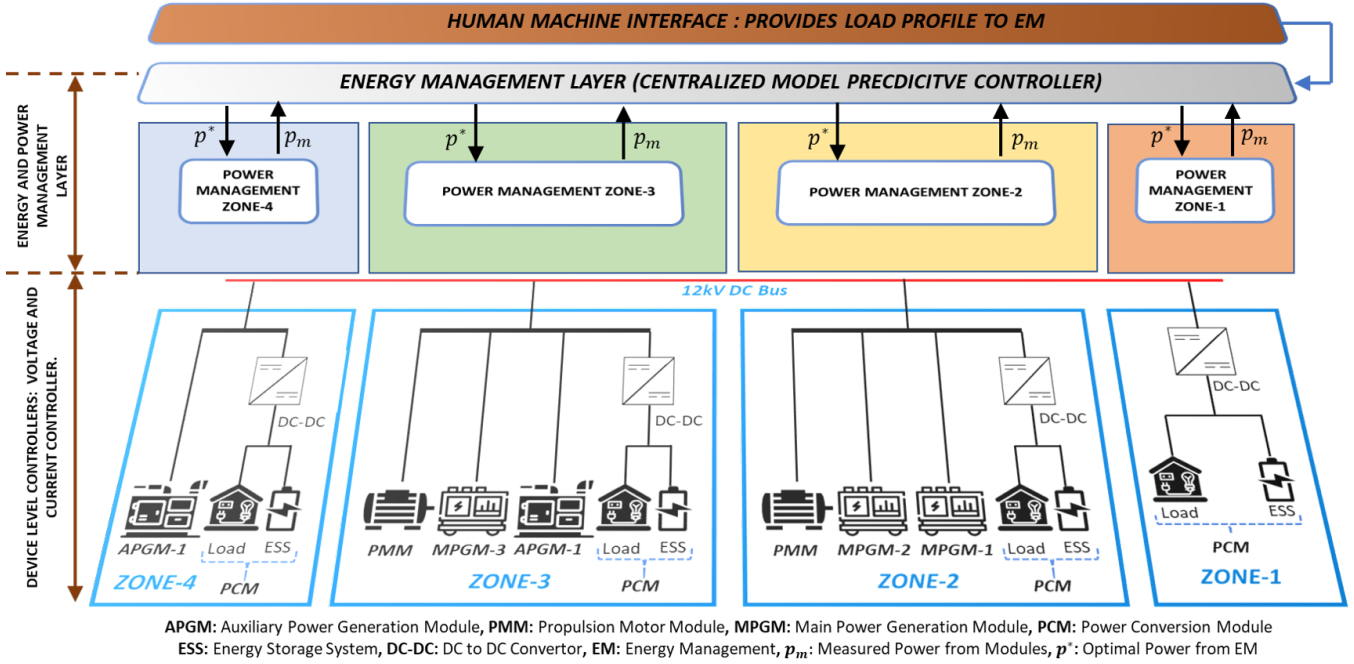 HUMAN MACHINE INTERFACE : PROVIDES LOAD PROFILE TO EM
ENERGY MANAGEMENT LAYER (CENTRALIZED MODEL PRECDICITVE CONTROLLER)
ENERGY AND POWER
MANAGEMENT
LAYER
p* pm
p* pm
p* pm
p* pm
POWER
MANAGEMENT
ZONE-4
POWER MANAGEMENT ZONE-3
POWER MANAGEMENT ZONE-2
POWER
MANAGEMENT
ZONE-1
12kV DC Bus
DEVICE LEVEL CONTROLLERS: VOLTAGE AND
CURRENT CONTROLLER.
DC-DC
APGM-1
Load
ESS
PCM
ZONE-4
DC-DC
PMM
MPGM-3
APGM-1
Load
ESS
PCM
ZONE-3
DC-DC
PMM
MPGM-2
MPGM-1
Load
ESS
PCM
ZONE-2
DC-DC
Load
ESS
PCM
ZONE-1
APGM: Auxiliary Power Generation Module, PMM: Propulsion Motor Module, MPGM: Main Power Generation Module, PCM: Power Conversion Module
ESS: Energy Storage System, DC-DC: DC to DC Convertor, EM: Energy Management, pm: Measured Power from Modules, p*: Optimal Power from EM